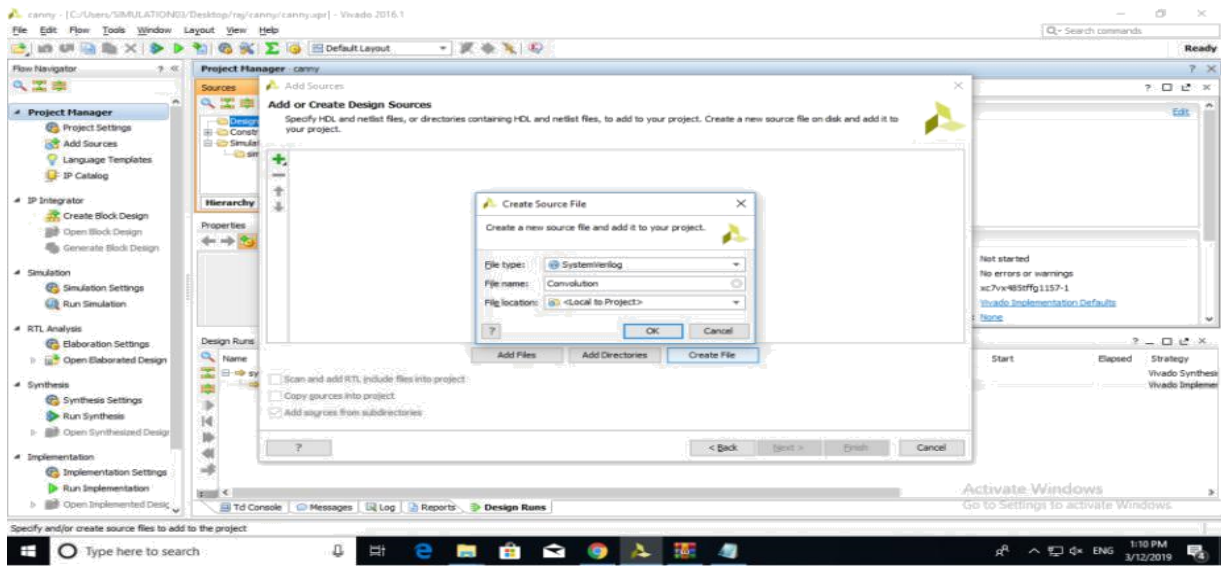 canny - [C:/Users/SIMULATION03/Desktop/ray/canny/canny.xpr] - Vivado 2016.1
File Edit Flow Tools Window Layout View Help
Q- Search commands
Default Layout
Ready
Flow Navigator
Project Manager - canny
Project Manager
Project Settings
Add Sources
Language Templates
IP Catalog
IP Integrator
Create Block Design
Open Block Design
Generate Block Design
Simulation
Simulation Settings
Run Simulation
RTL Analysis
Elaboration Settings
Open Elaborated Design
Synthesis
Synthesis Settings
Run Synthesis
Open Synthesized Design
Implementation
Implementation Settings
Run Implementation
Open Implemented Desig
Sources
Design
Constr
Simulat
sim
Hierarchy
Properties
Design Runs
Name
sy
Add Sources
Add or Create Design Sources
Specify HDL and netlist files, or directories containing HDL and netlist files, to add to your project. Create a new source file on disk and add it to
your project.
Create Source File
Create a new source file and add it to your project.
File type: SystemVerilog
File name: Convolution
File location: <Local to Project>
? OK Cancel
Add Files Add Directories Create File
Scan and add RTL include files into project
Copy sources into project
Add sources from subdirectories
? < Back Next > Finish Cancel
Edit
Not started
No errors or warnings
xc7vx485tffg1157-1
Vivado Implementation Defaults
None
Start Elapsed Strategy
Vivado Synthesis
Vivado Implemen
Activate Windows
Go to Settings to activate Windows.
Tcl Console Messages Log Reports Design Runs
Specify and/or create source files to add to the project
Type here to search
ENG
1:10 PM
3/12/2019